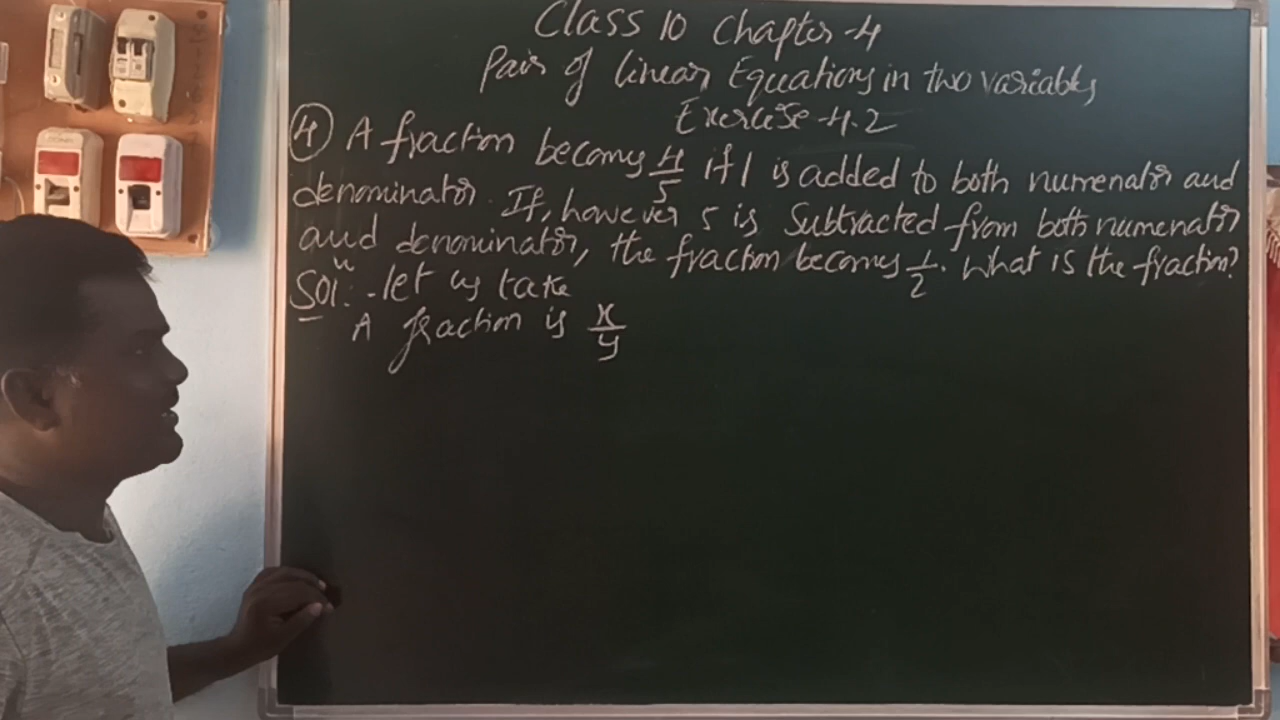 Class 10 Chapter-4
Pair of linear Equations in two variables
Exercise-4.2
④ A fraction becomes 4/5 if 1 is added to both numerator and
denominator. If, however 5 is Subtracted from both numerator
and denominator, the fraction becomes 1/2. What is the fraction?
Solⁿ:- let us take
A fraction is x/y